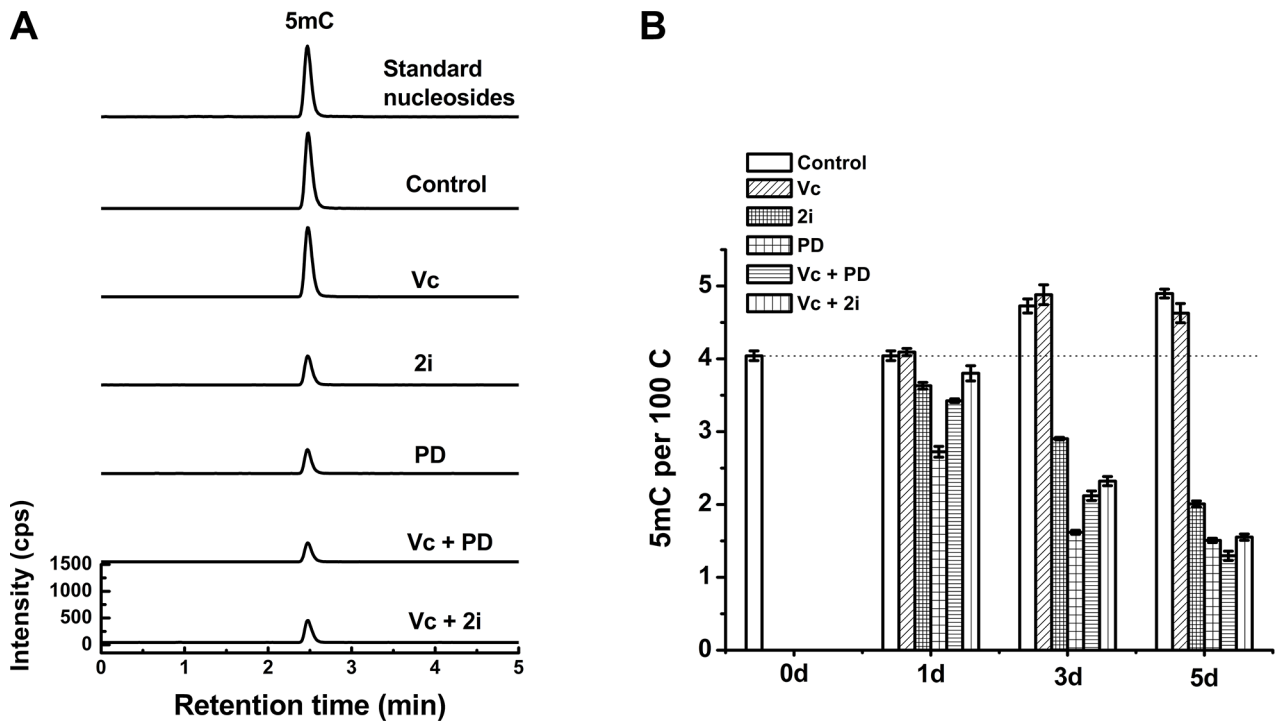 A
5mC
Standard
nucleosides
Control
Vc
2i
PD
Vc + PD
Vc + 2i
Intensity (cps)
1500
1000
500
0
0 1 2 3 4 5
Retention time (min)
B
Control
Vc
2i
PD
Vc + PD
Vc + 2i
5mC per 100 C
5
4
3
2
1
0
0d 1d 3d 5d